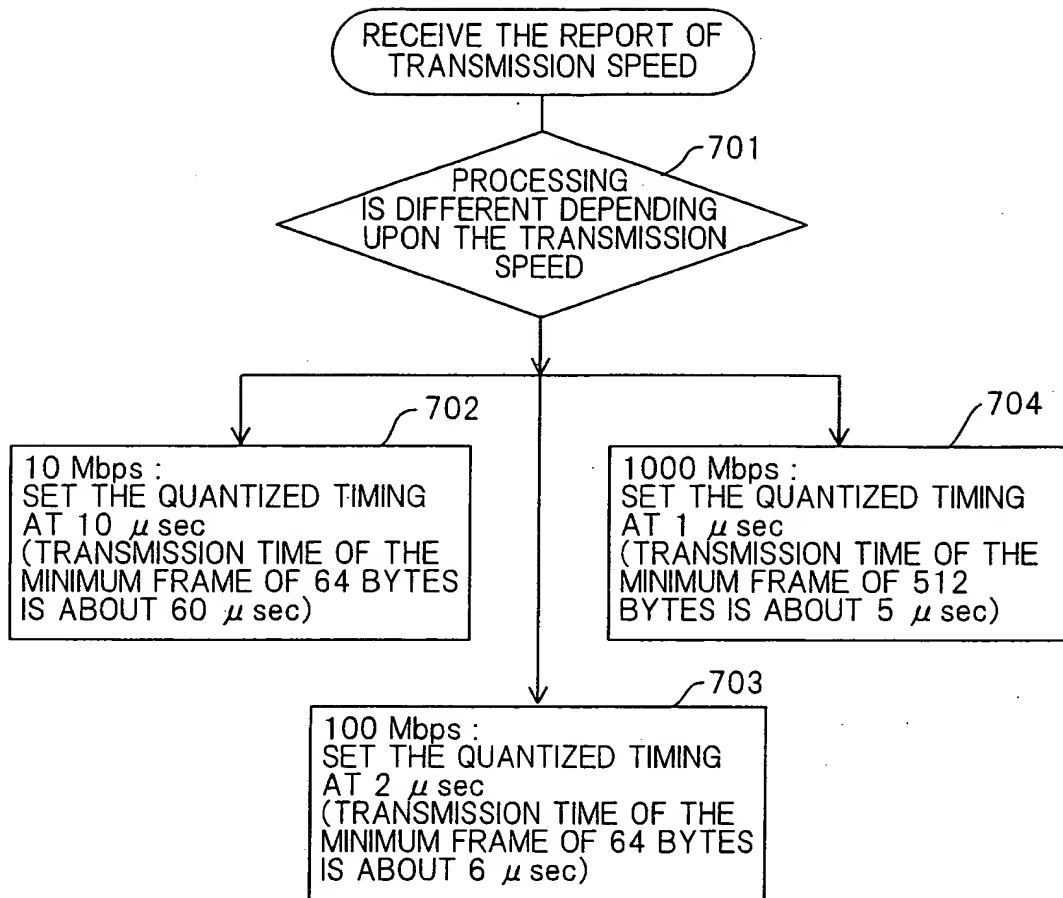 RECEIVE THE REPORT OF
TRANSMISSION SPEED
701
PROCESSING
IS DIFFERENT DEPENDING
UPON THE TRANSMISSION
SPEED
702
10 Mbps :
SET THE QUANTIZED TIMING
AT 10 μsec
(TRANSMISSION TIME OF THE
MINIMUM FRAME OF 64 BYTES
IS ABOUT 60 μsec)
704
1000 Mbps :
SET THE QUANTIZED TIMING
AT 1 μsec
(TRANSMISSION TIME OF THE
MINIMUM FRAME OF 512
BYTES IS ABOUT 5 μsec)
703
100 Mbps :
SET THE QUANTIZED TIMING
AT 2 μsec
(TRANSMISSION TIME OF THE
MINIMUM FRAME OF 64 BYTES
IS ABOUT 6 μsec)